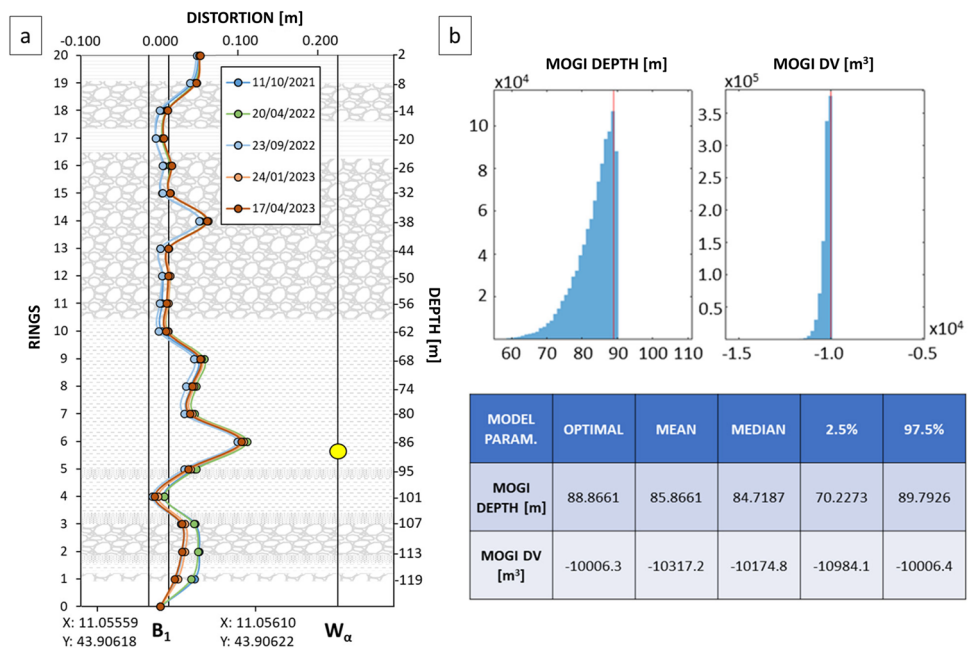 a
DISTORTION [m]
-0.100 0.000 0.100 0.200
RINGS
20
19
18
17
16
15
14
13
12
11
10
9
8
7
6
5
4
3
2
1
0
11/10/2021
20/04/2022
23/09/2022
24/01/2023
17/04/2023
DEPTH [m]
2
8
14
20
26
32
38
44
50
56
62
68
74
80
86
95
101
107
113
119
X: 11.05559
Y: 43.90618
B1
X: 11.05610
Y: 43.90622
Wα
b
MOGI DEPTH [m]
x10⁴
10
8
6
4
2
60 70 80 90 100 110
MOGI DV [m³]
x10⁵
3.5
3.0
2.5
2.0
1.5
1.0
0.5
x10⁴
-1.5 -1.0 -0.5
MODEL PARAM. OPTIMAL MEAN MEDIAN 2.5% 97.5%
MOGI DEPTH [m] 88.8661 85.8661 84.7187 70.2273 89.7926
MOGI DV [m³] -10006.3 -10317.2 -10174.8 -10984.1 -10006.4